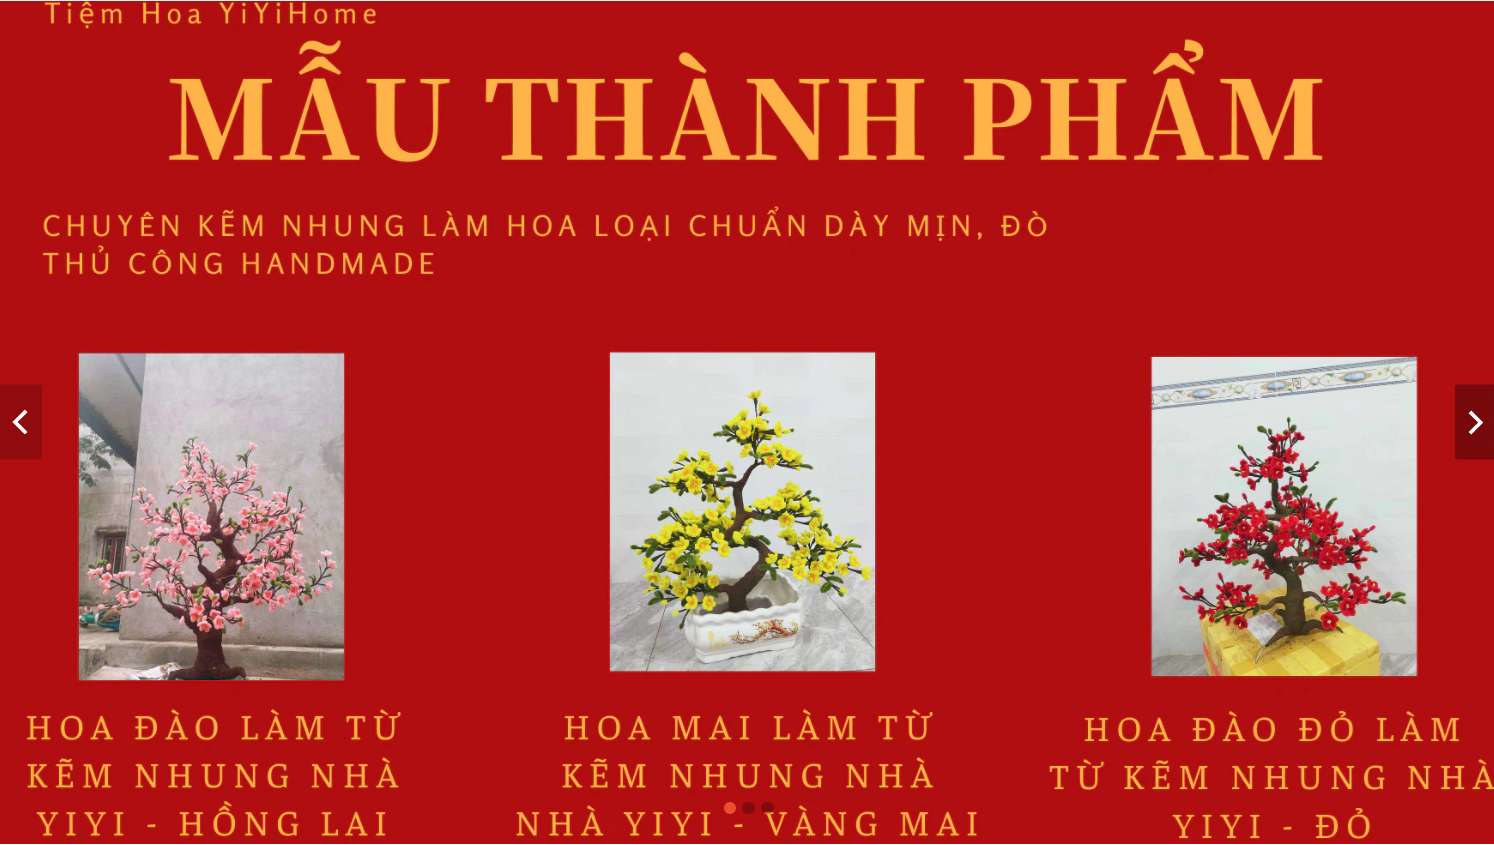 Tiệm Hoa YiYiHome
MẪU THÀNH PHẨM
CHUYÊN KẼM NHUNG LÀM HOA LOẠI CHUẨN DÀY MỊN, ĐÒ
THỦ CÔNG HANDMADE
HOA ĐÀO LÀM TỪ
KẼM NHUNG NHÀ
YIYI - HỒNG LAI
HOA MAI LÀM TỪ
KẼM NHUNG NHÀ
NHÀ YIYI - VÀNG MAI
HOA ĐÀO ĐỎ LÀM
TỪ KẼM NHUNG NHÀ
YIYI - ĐỎ